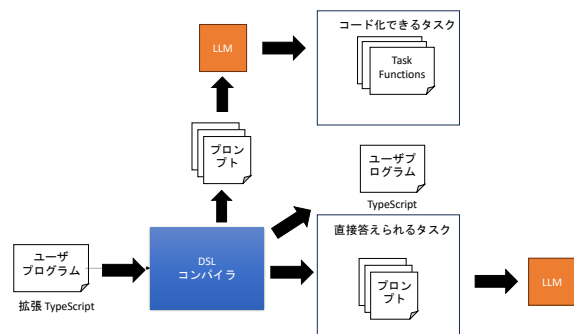 コード化できるタスク
LLM
Task
Functions
プロンプト
プト
ユーザプ
ログラム
TypeScript
直接答えられるタスク
DSL
コンパイラ
ユーザ
プログラム
拡張 TypeScript
プロン
プト
LLM